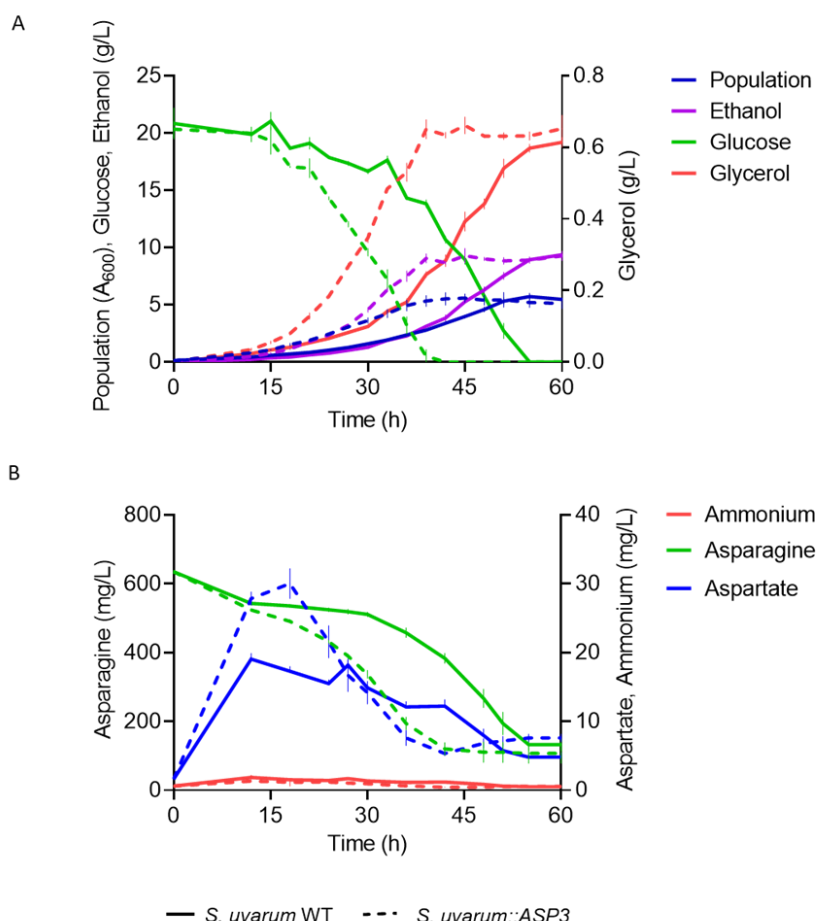 A
Population (A600), Glucose, Ethanol (g/L)
25
20
15
10
5
0
0.8
0.6
0.4
0.2
0.0
Glycerol (g/L)
0 15 30 45 60
Time (h)
Population
Ethanol
Glucose
Glycerol
B
Asparagine (mg/L)
800
600
400
200
0
40
30
20
10
0
Aspartate, Ammonium (mg/L)
0 15 30 45 60
Time (h)
Ammonium
Asparagine
Aspartate
S. uvarum WT S. uvarum::ASP3